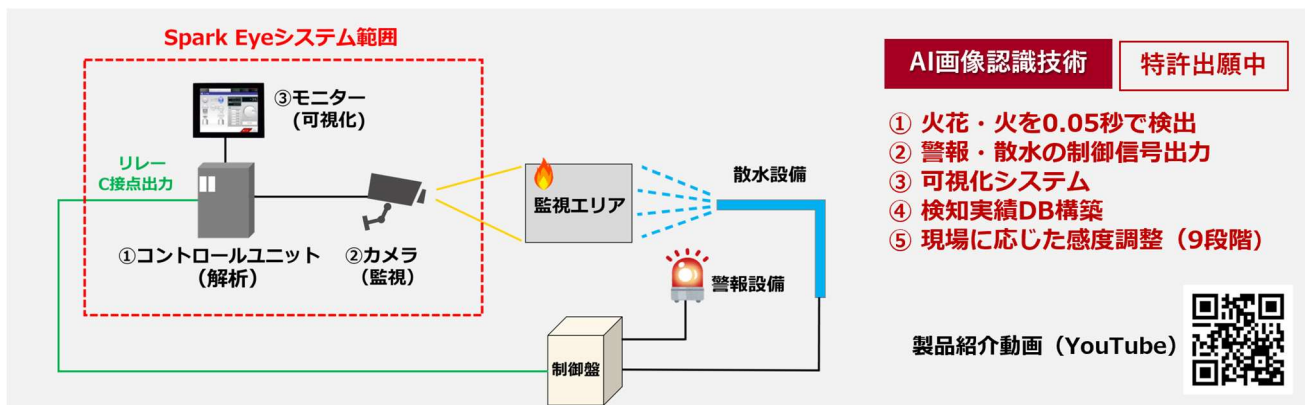 Spark Eyeシステム範囲
③モニター
(可視化)
リレー
C接点出力
①コントロールユニット
（解析）
②カメラ
（監視）
監視エリア
散水設備
警報設備
制御盤
AI画像認識技術
特許出願中
① 火花・火を0.05秒で検出
② 警報・散水の制御信号出力
③ 可視化システム
④ 検知実績DB構築
⑤ 現場に応じた感度調整（9段階)
製品紹介動画（YouTube）